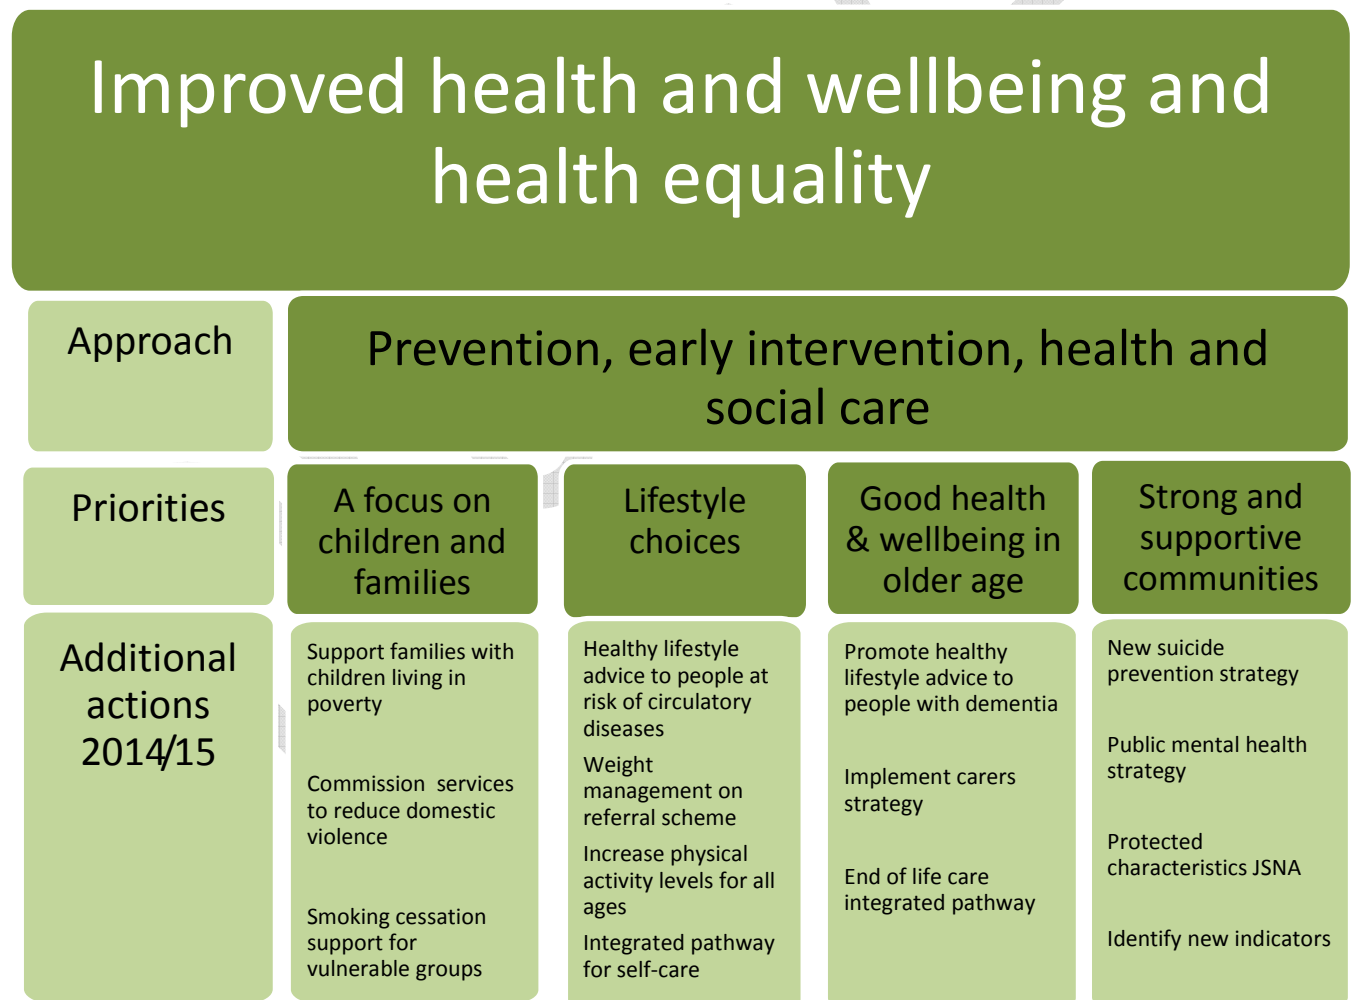 Improved health and wellbeing and
health equality
Approach
Prevention, early intervention, health and
social care
Priorities
A focus on
children and
families
Lifestyle
choices
Good health
& wellbeing in
older age
Strong and
supportive
communities
Additional
actions
2014/15
Support families with
children living in
poverty
Commission services
to reduce domestic
violence
Smoking cessation
support for
vulnerable groups
Healthy lifestyle
advice to people at
risk of circulatory
diseases
Weight
management on
referral scheme
Increase physical
activity levels for all
ages
Integrated pathway
for self-care
Promote healthy
lifestyle advice to
people with dementia
Implement carers
strategy
End of life care
integrated pathway
New suicide
prevention strategy
Public mental health
strategy
Protected
characteristics JSNA
Identify new indicators